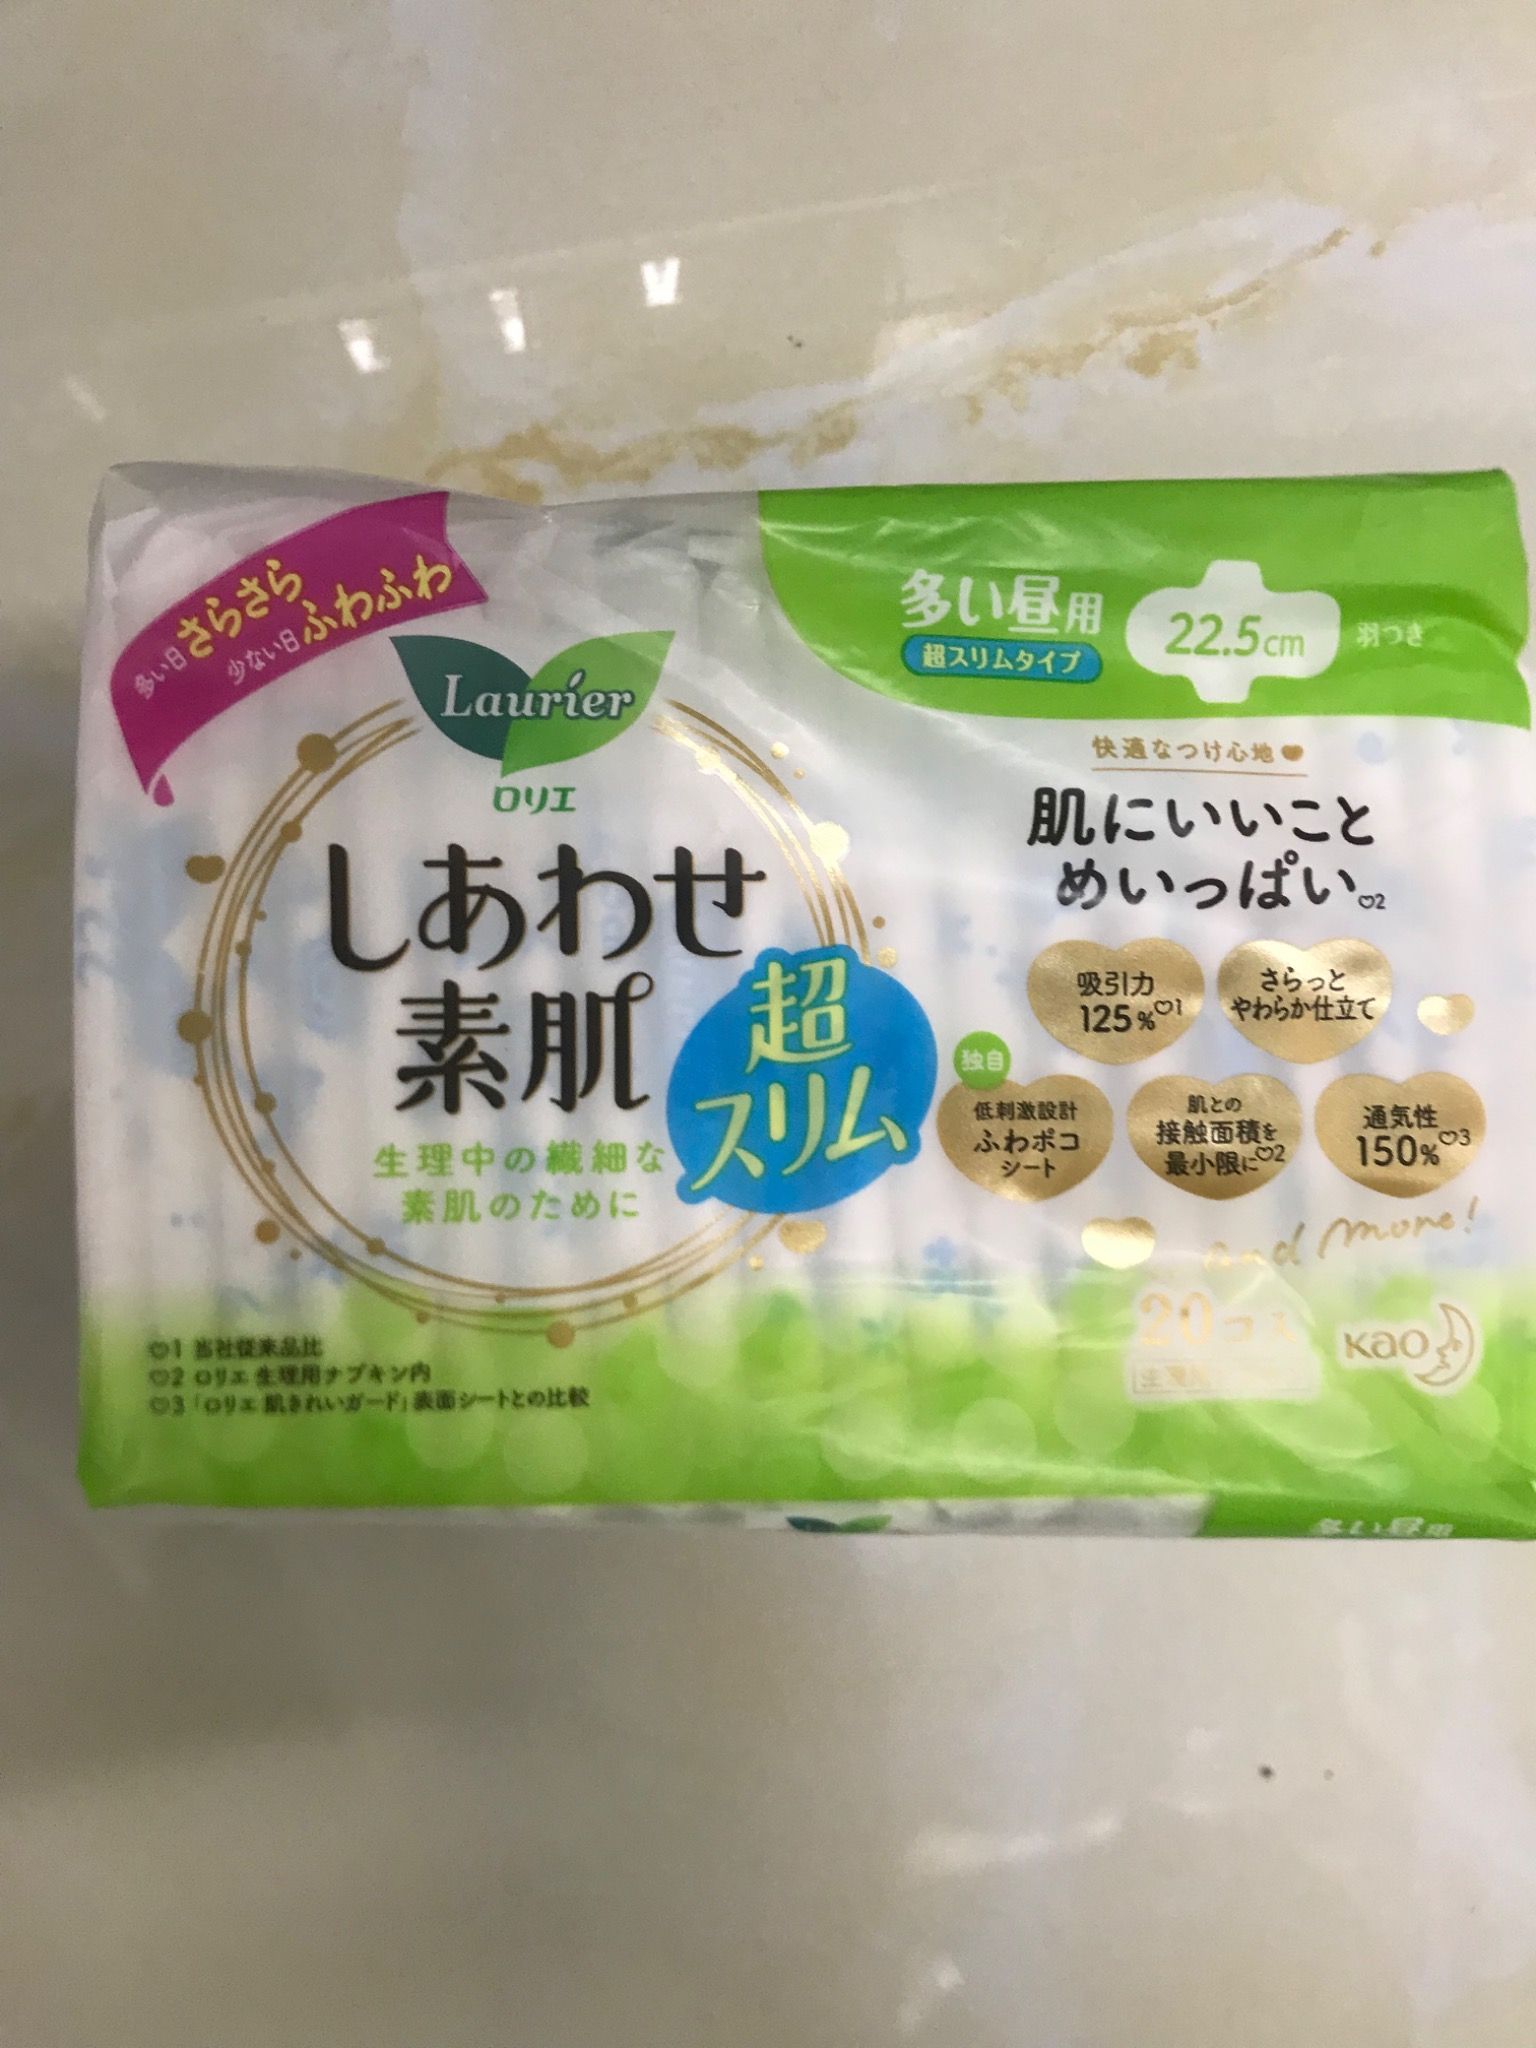 多い日さらさら
少ない日ふわふわ
Laurier
ロリエ
しあわせ
素肌
超
スリム
生理中の繊細な
素肌のために
多い昼用
超スリムタイプ
22.5cm
羽つき
快適なつけ心地
肌にいいこと
めいっぱい♡2
吸引力
125%♡1
さらっと
やわらか仕立て
独自
低刺激設計
ふわポコ
シート
肌との
接触面積を
最小限に♡2
通気性
150%♡3
and more!
20コ入
Kao
♡1 当社従来品比
♡2 ロリエ 生理用ナプキン内
♡3 「ロリエ 肌きれいガード」表面シートとの比較
多い昼用